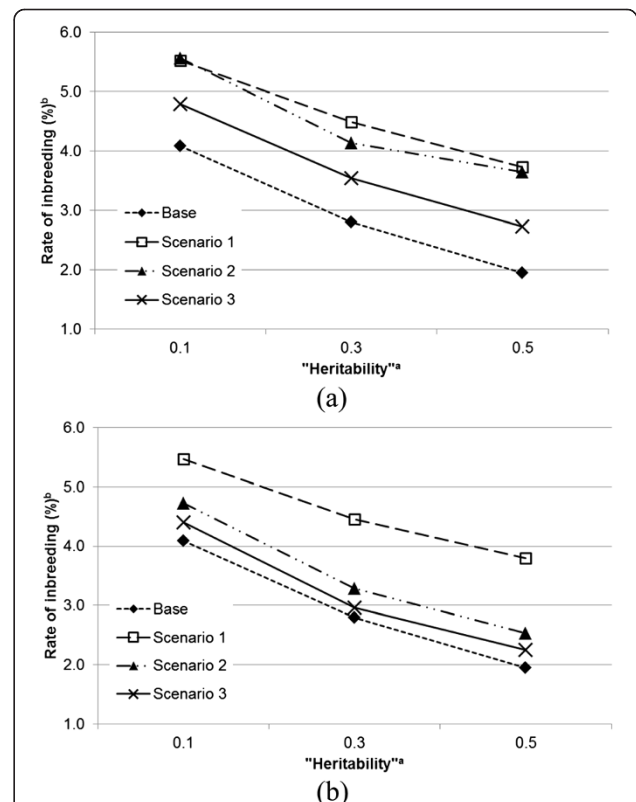 6.0
5.0
4.0
3.0
2.0
1.0
Rate of inbreeding (%)ᵇ
Base
Scenario 1
Scenario 2
Scenario 3
0.1 0.3 0.5
"Heritability"ᵃ
(a)
6.0
5.0
4.0
3.0
2.0
1.0
Rate of inbreeding (%)ᵇ
Base
Scenario 1
Scenario 2
Scenario 3
0.1 0.3 0.5
"Heritability"ᵃ
(b)